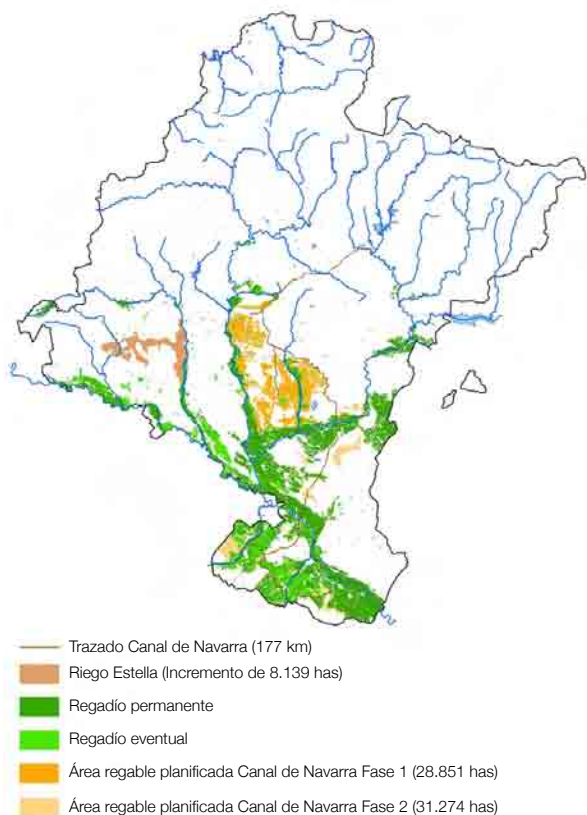 Trazado Canal de Navarra (177 km)
Riego Estella (Incremento de 8.139 has)
Regadío permanente
Regadío eventual
Área regable planificada Canal de Navarra Fase 1 (28.851 has)
Área regable planificada Canal de Navarra Fase 2 (31.274 has)